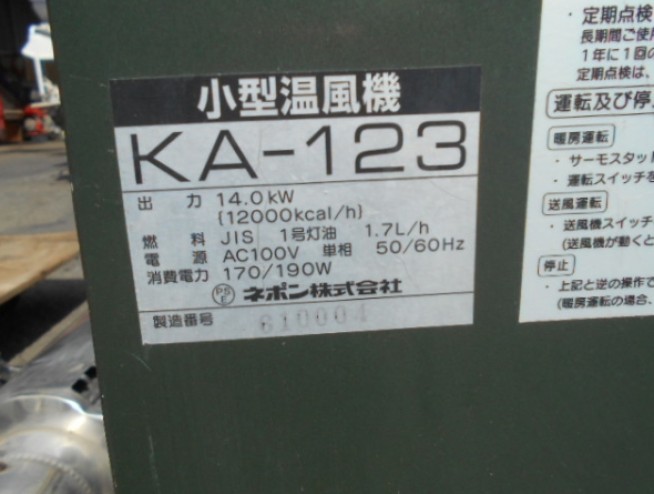 小型温風機
KA-123
出 力 14.0kW
(12000kcal/h)
燃 料 JIS 1号灯油 1.7L/h
電 源 AC100V 単相 50/60Hz
消費電力 170/190W
PSE ネポン株式会社
製造番号 610004
・定期点検
長期間ご使
1年に1回の
定期点検は、
運転及び停
暖房運転
・サーモスタット
・運転スイッチを
送風運転
・送風機スイッチ
(送風機が動くと
停止
・上記と逆の操作で
(暖房運転の場合、